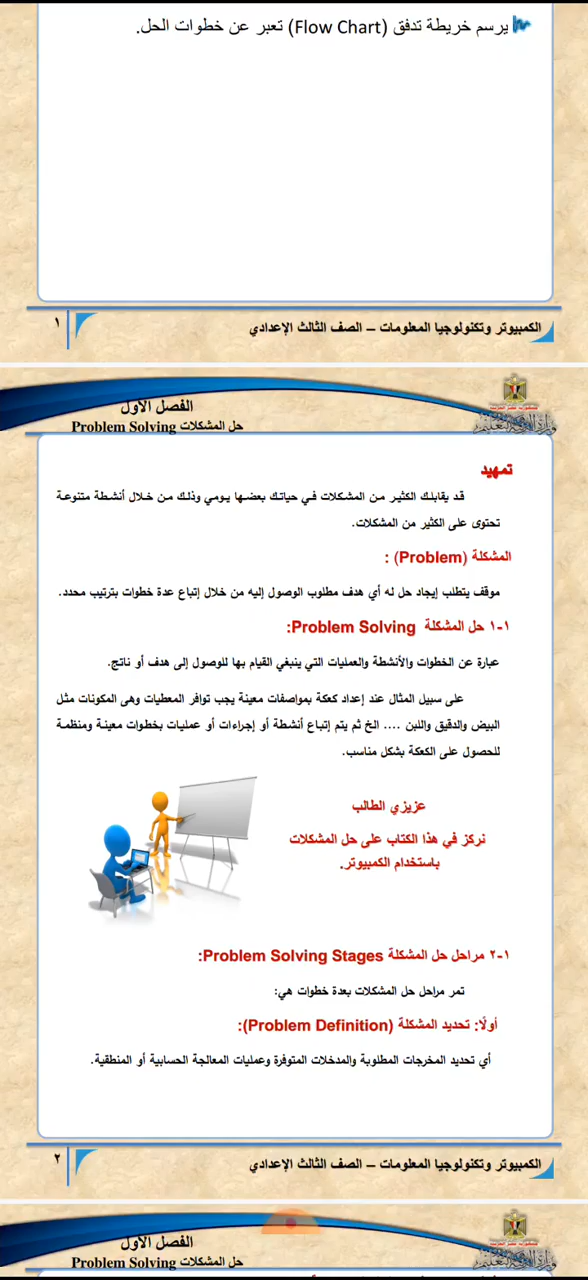 يرسم خريطة تدفق (Flow Chart) تعبر عن خطوات الحل.
الكمبيوتر وتكنولوجيا المعلومات – الصف الثالث الإعدادي
١
الفصل الأول
حل المشكلات Problem Solving
وزارة التربية والتعليم
تمهيد
قد يقابلك الكثير من المشكلات في حياتك بعضها يومي وذلك من خلال أنشطة متنوعة
تحتوى على الكثير من المشكلات.
المشكلة (Problem) :
موقف يتطلب إيجاد حل له أي هدف مطلوب الوصول إليه من خلال إتباع عدة خطوات بترتيب محدد.
١-١ حل المشكلة Problem Solving:
عبارة عن الخطوات والأنشطة والعمليات التي ينبغي القيام بها للوصول إلى هدف أو ناتج.
على سبيل المثال عند إعداد كعكة بمواصفات معينة يجب توافر المعطيات وهى المكونات مثل
البيض والدقيق واللبن .... الخ ثم يتم إتباع أنشطة أو إجراءات أو عمليات بخطوات معينة ومنظمة
للحصول على الكعكة بشكل مناسب.
عزيزي الطالب
نركز في هذا الكتاب على حل المشكلات
باستخدام الكمبيوتر.
١-٢ مراحل حل المشكلة Problem Solving Stages:
تمر مراحل حل المشكلات بعدة خطوات هي:
أولًا: تحديد المشكلة (Problem Definition):
أي تحديد المخرجات المطلوبة والمدخلات المتوفرة وعمليات المعالجة الحسابية أو المنطقية.
الكمبيوتر وتكنولوجيا المعلومات – الصف الثالث الإعدادي
٢
الفصل الأول
حل المشكلات Problem Solving
وزارة التربية والتعليم